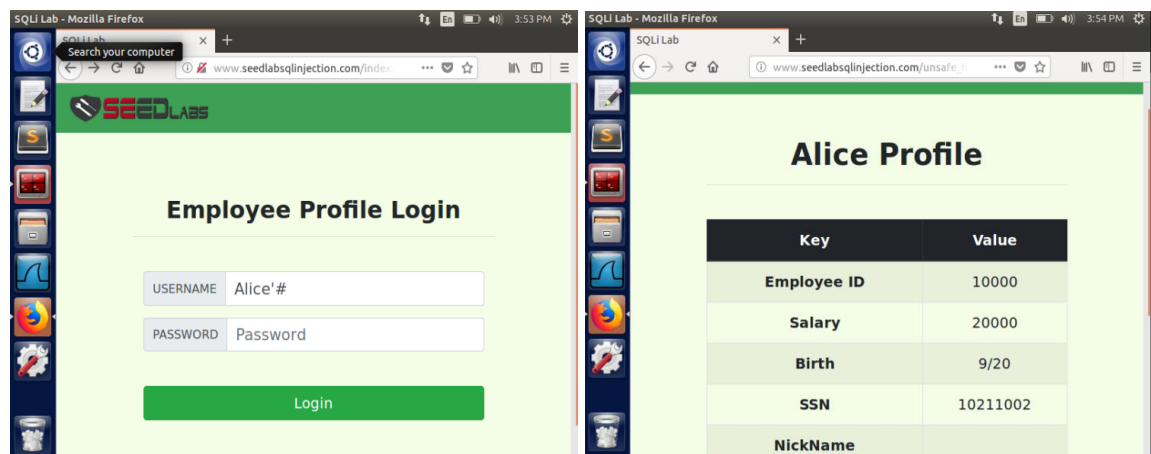 SQLi Lab - Mozilla Firefox
En
3:53 PM
SQLi Lab
Search your computer
www.seedlabsqlinjection.com/index.
SEEDLABS
Employee Profile Login
USERNAME Alice'#
PASSWORD Password
Login
SQLi Lab - Mozilla Firefox
En
3:54 PM
SQLi Lab
www.seedlabsqlinjection.com/unsafe_
Alice Profile
Key Value
Employee ID 10000
Salary 20000
Birth 9/20
SSN 10211002
NickName